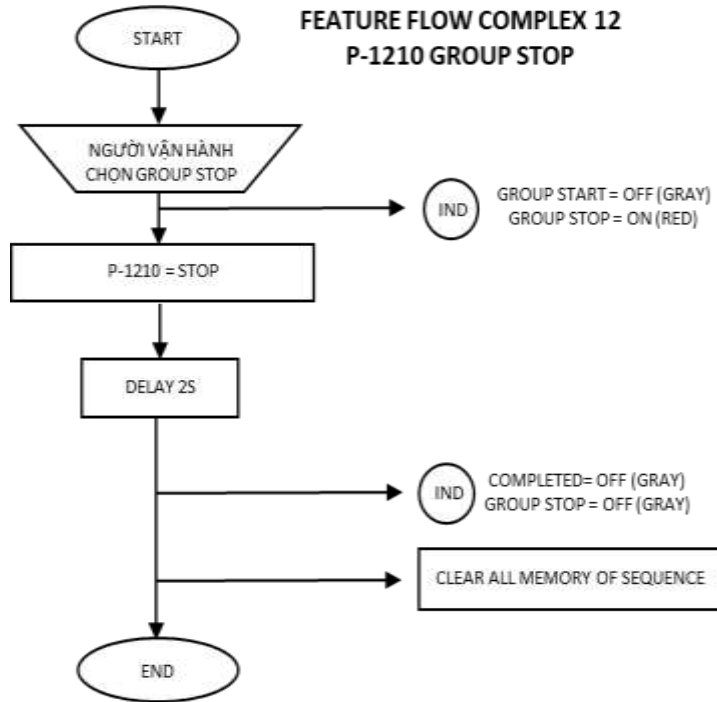 FEATURE FLOW COMPLEX 12
P-1210 GROUP STOP
START
NGƯỜI VẬN HÀNH
CHỌN GROUP STOP
IND
GROUP START = OFF (GRAY)
GROUP STOP = ON (RED)
P-1210 = STOP
DELAY 2S
IND
COMPLETED= OFF (GRAY)
GROUP STOP = OFF (GRAY)
CLEAR ALL MEMORY OF SEQUENCE
END